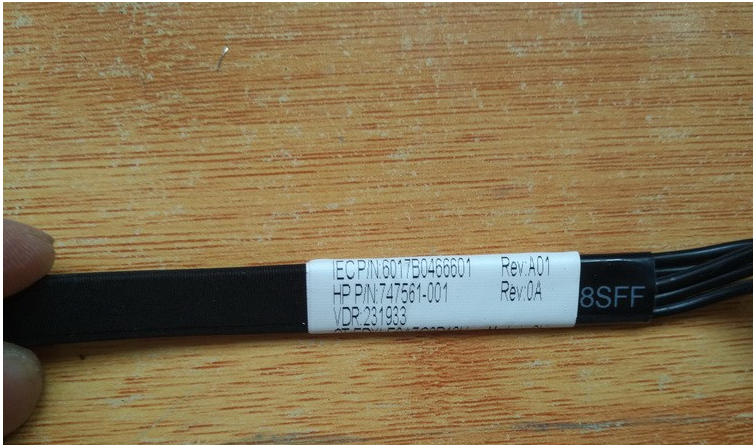 IEC P/N:6017B0466601 Rev:A01
HP P/N:747561-001 Rev:0A
VDR:231933
8SFF